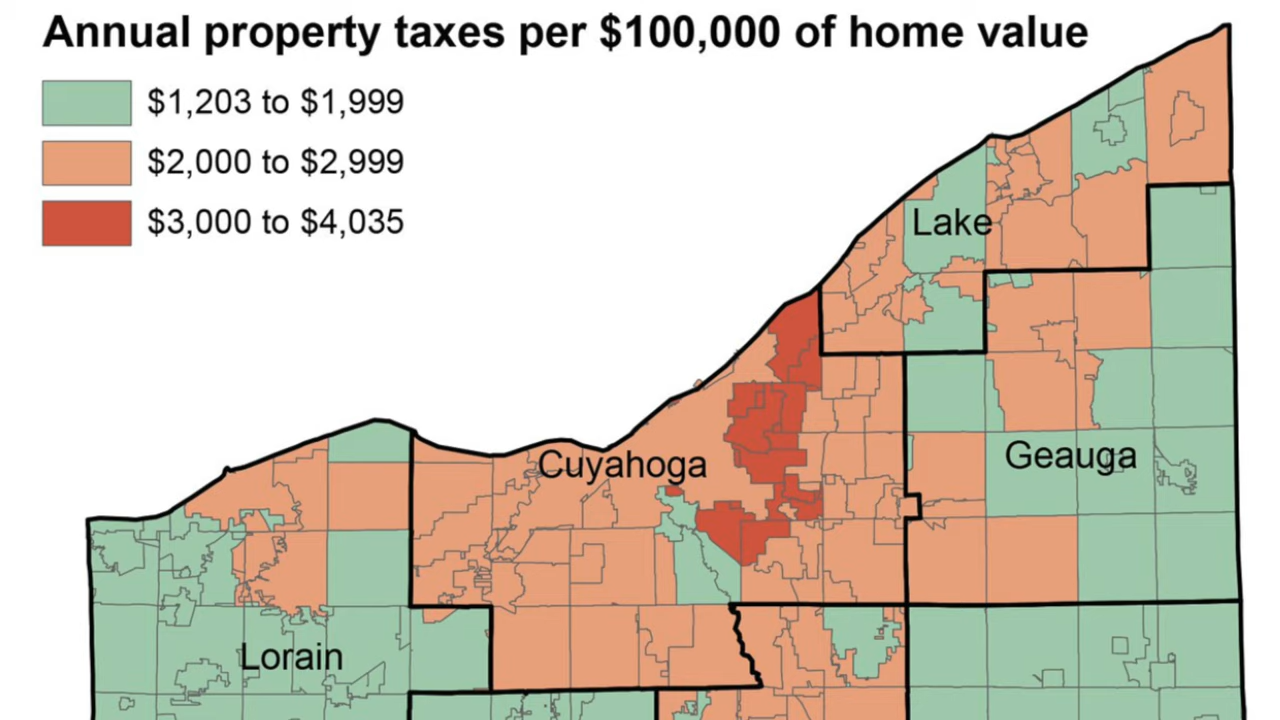 Annual property taxes per $100,000 of home value
$1,203 to $1,999
$2,000 to $2,999
$3,000 to $4,035
Lake
Geauga
Cuyahoga
Lorain